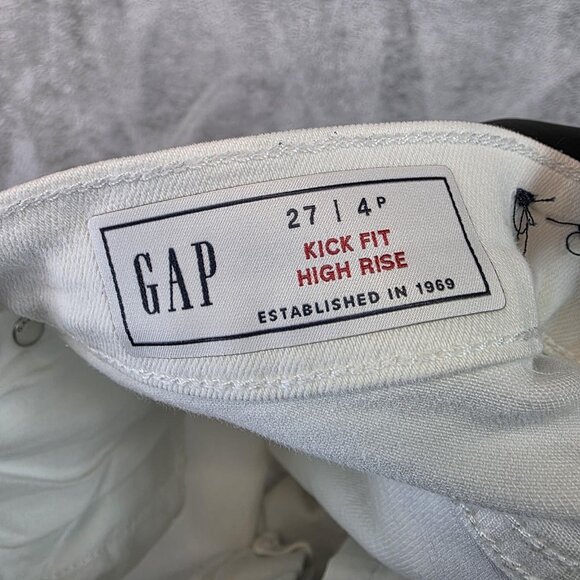 GAP
27 | 4P
KICK FIT
HIGH RISE
ESTABLISHED IN 1969